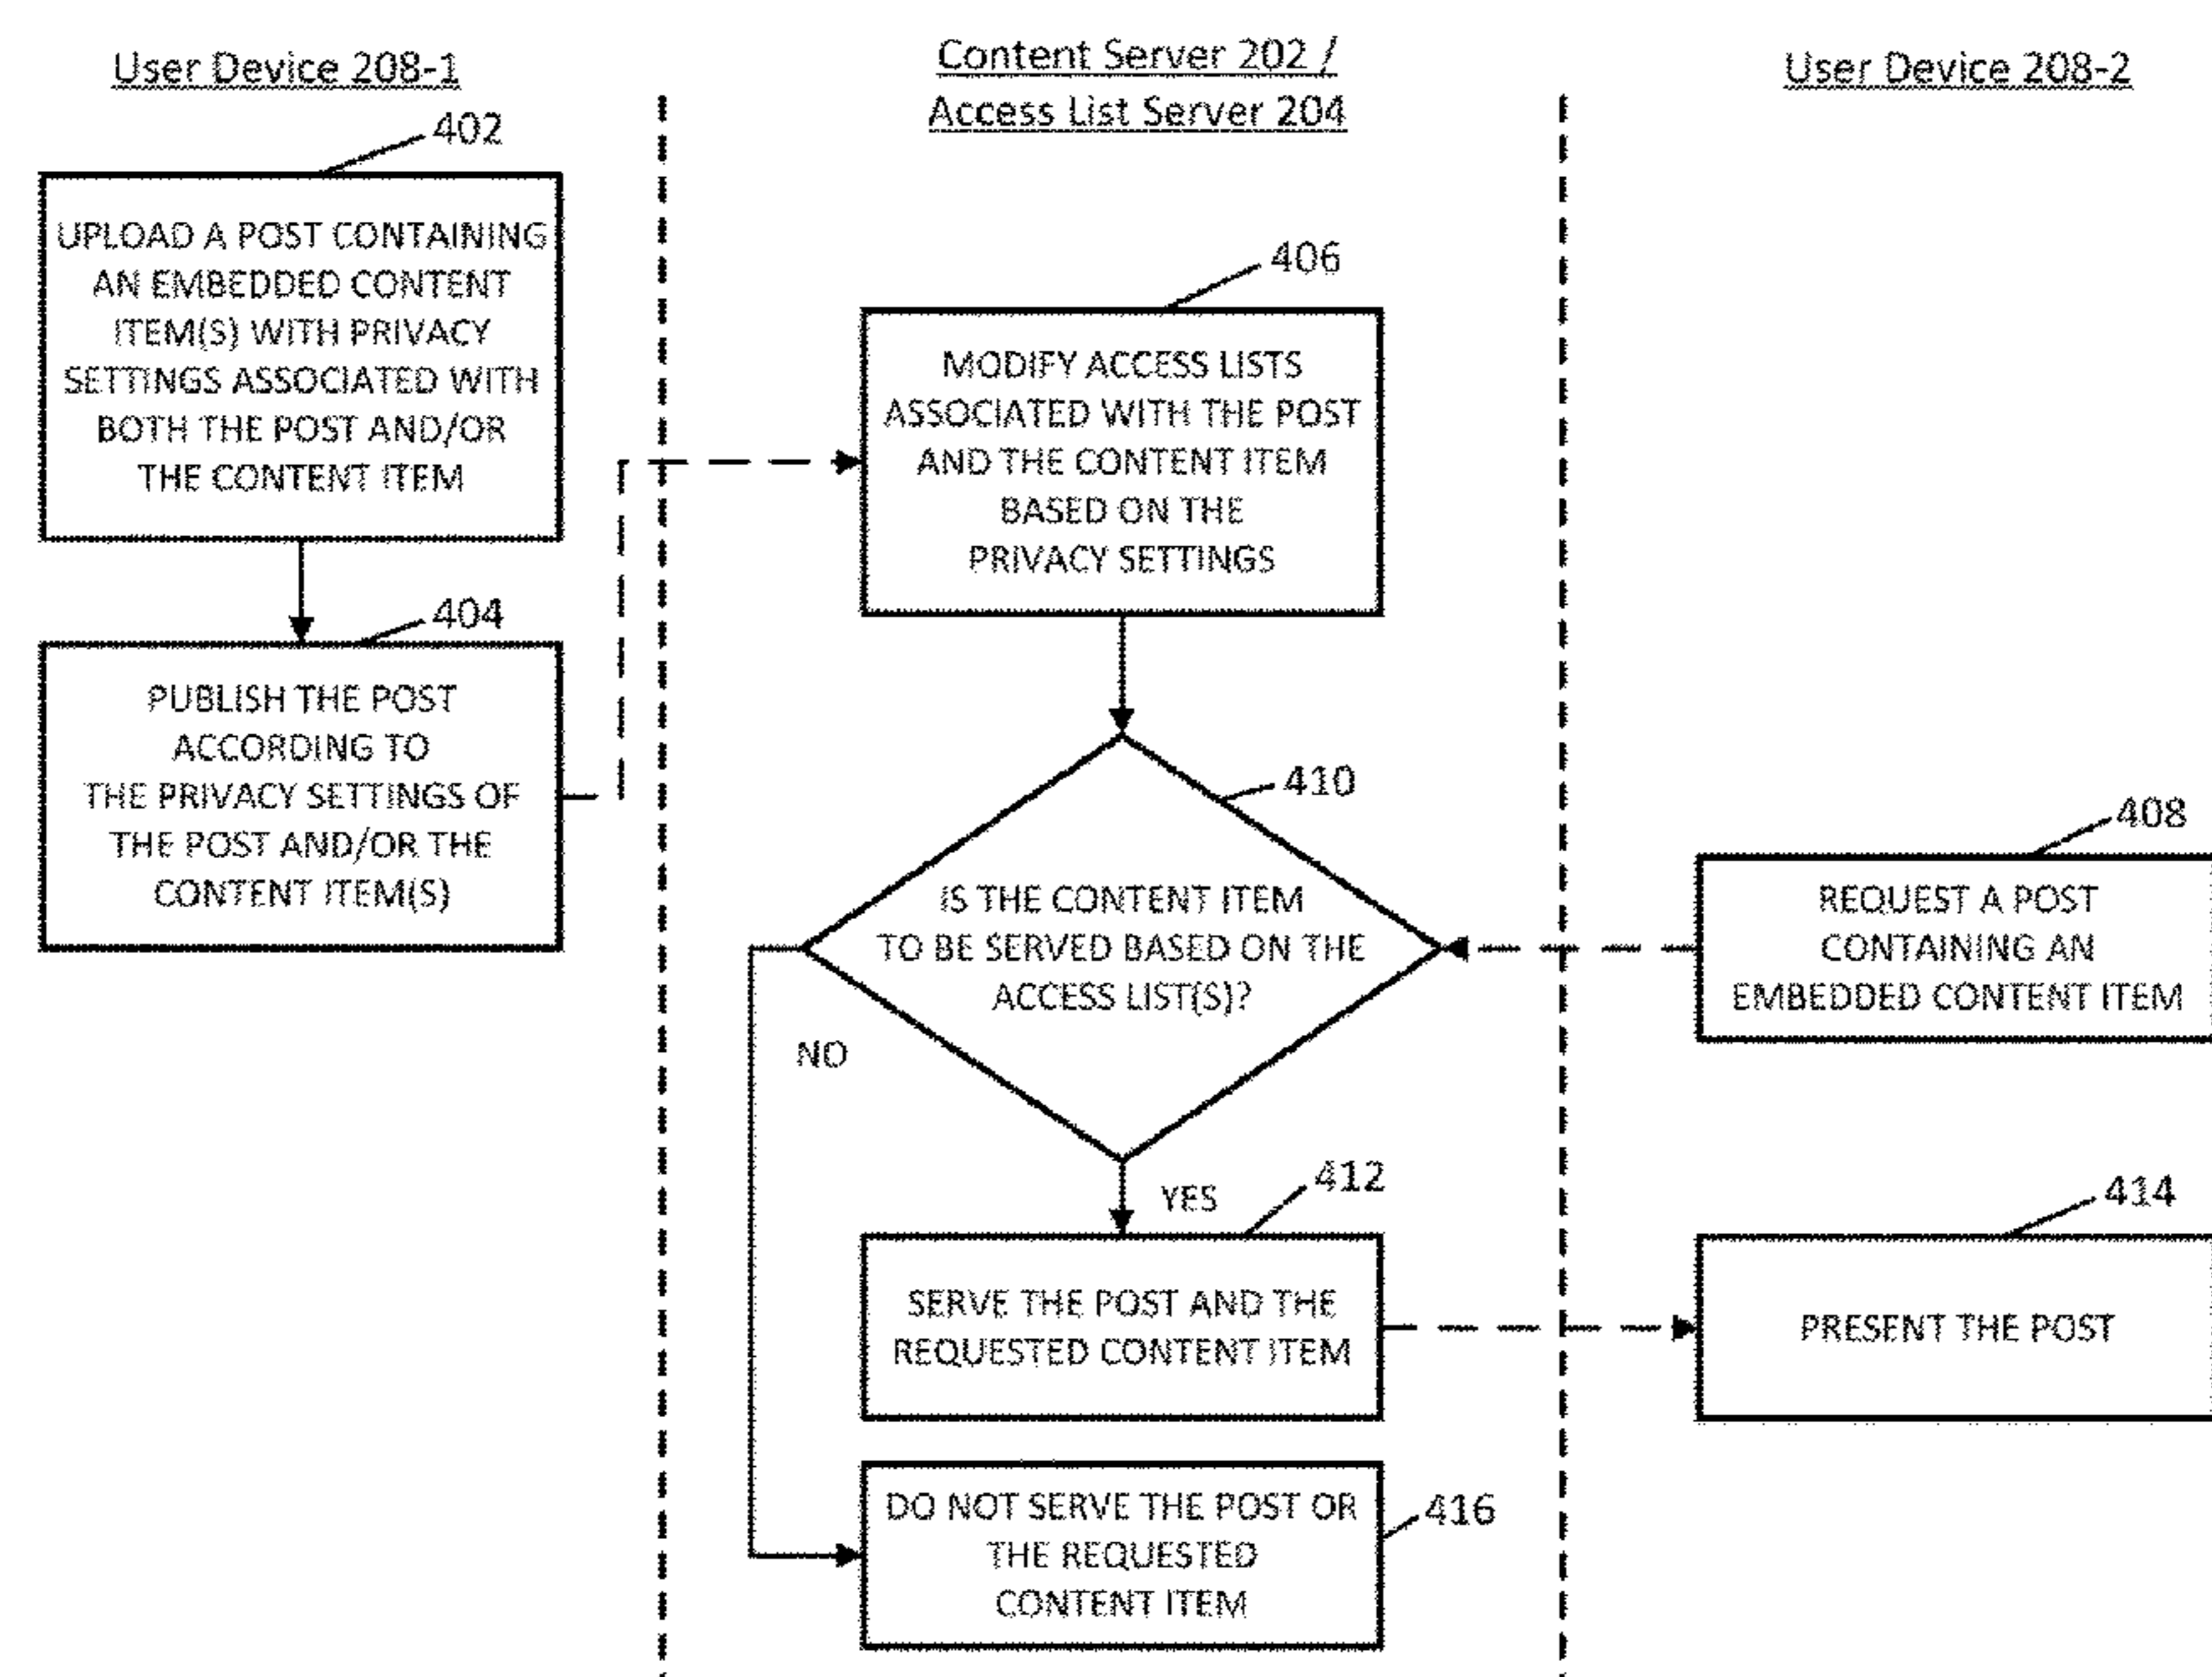 User Device 208-1
402
UPLOAD A POST CONTAINING
AN EMBEDDED CONTENT
ITEM(S) WITH PRIVACY
SETTINGS ASSOCIATED WITH
BOTH THE POST AND/OR
THE CONTENT ITEM
404
PUBLISH THE POST
ACCORDING TO
THE PRIVACY SETTINGS OF
THE POST AND/OR THE
CONTENT ITEM(S)
Content Server 202 /
Access List Server 204
406
MODIFY ACCESS LISTS
ASSOCIATED WITH THE POST
AND THE CONTENT ITEM
BASED ON THE
PRIVACY SETTINGS
410
IS THE CONTENT ITEM
TO BE SERVED BASED ON THE
ACCESS LIST(S)?
NO
YES
412
SERVE THE POST AND THE
REQUESTED CONTENT ITEM
416
DO NOT SERVE THE POST OR
THE REQUESTED
CONTENT ITEM
User Device 208-2
408
REQUEST A POST
CONTAINING AN
EMBEDDED CONTENT ITEM
414
PRESENT THE POST